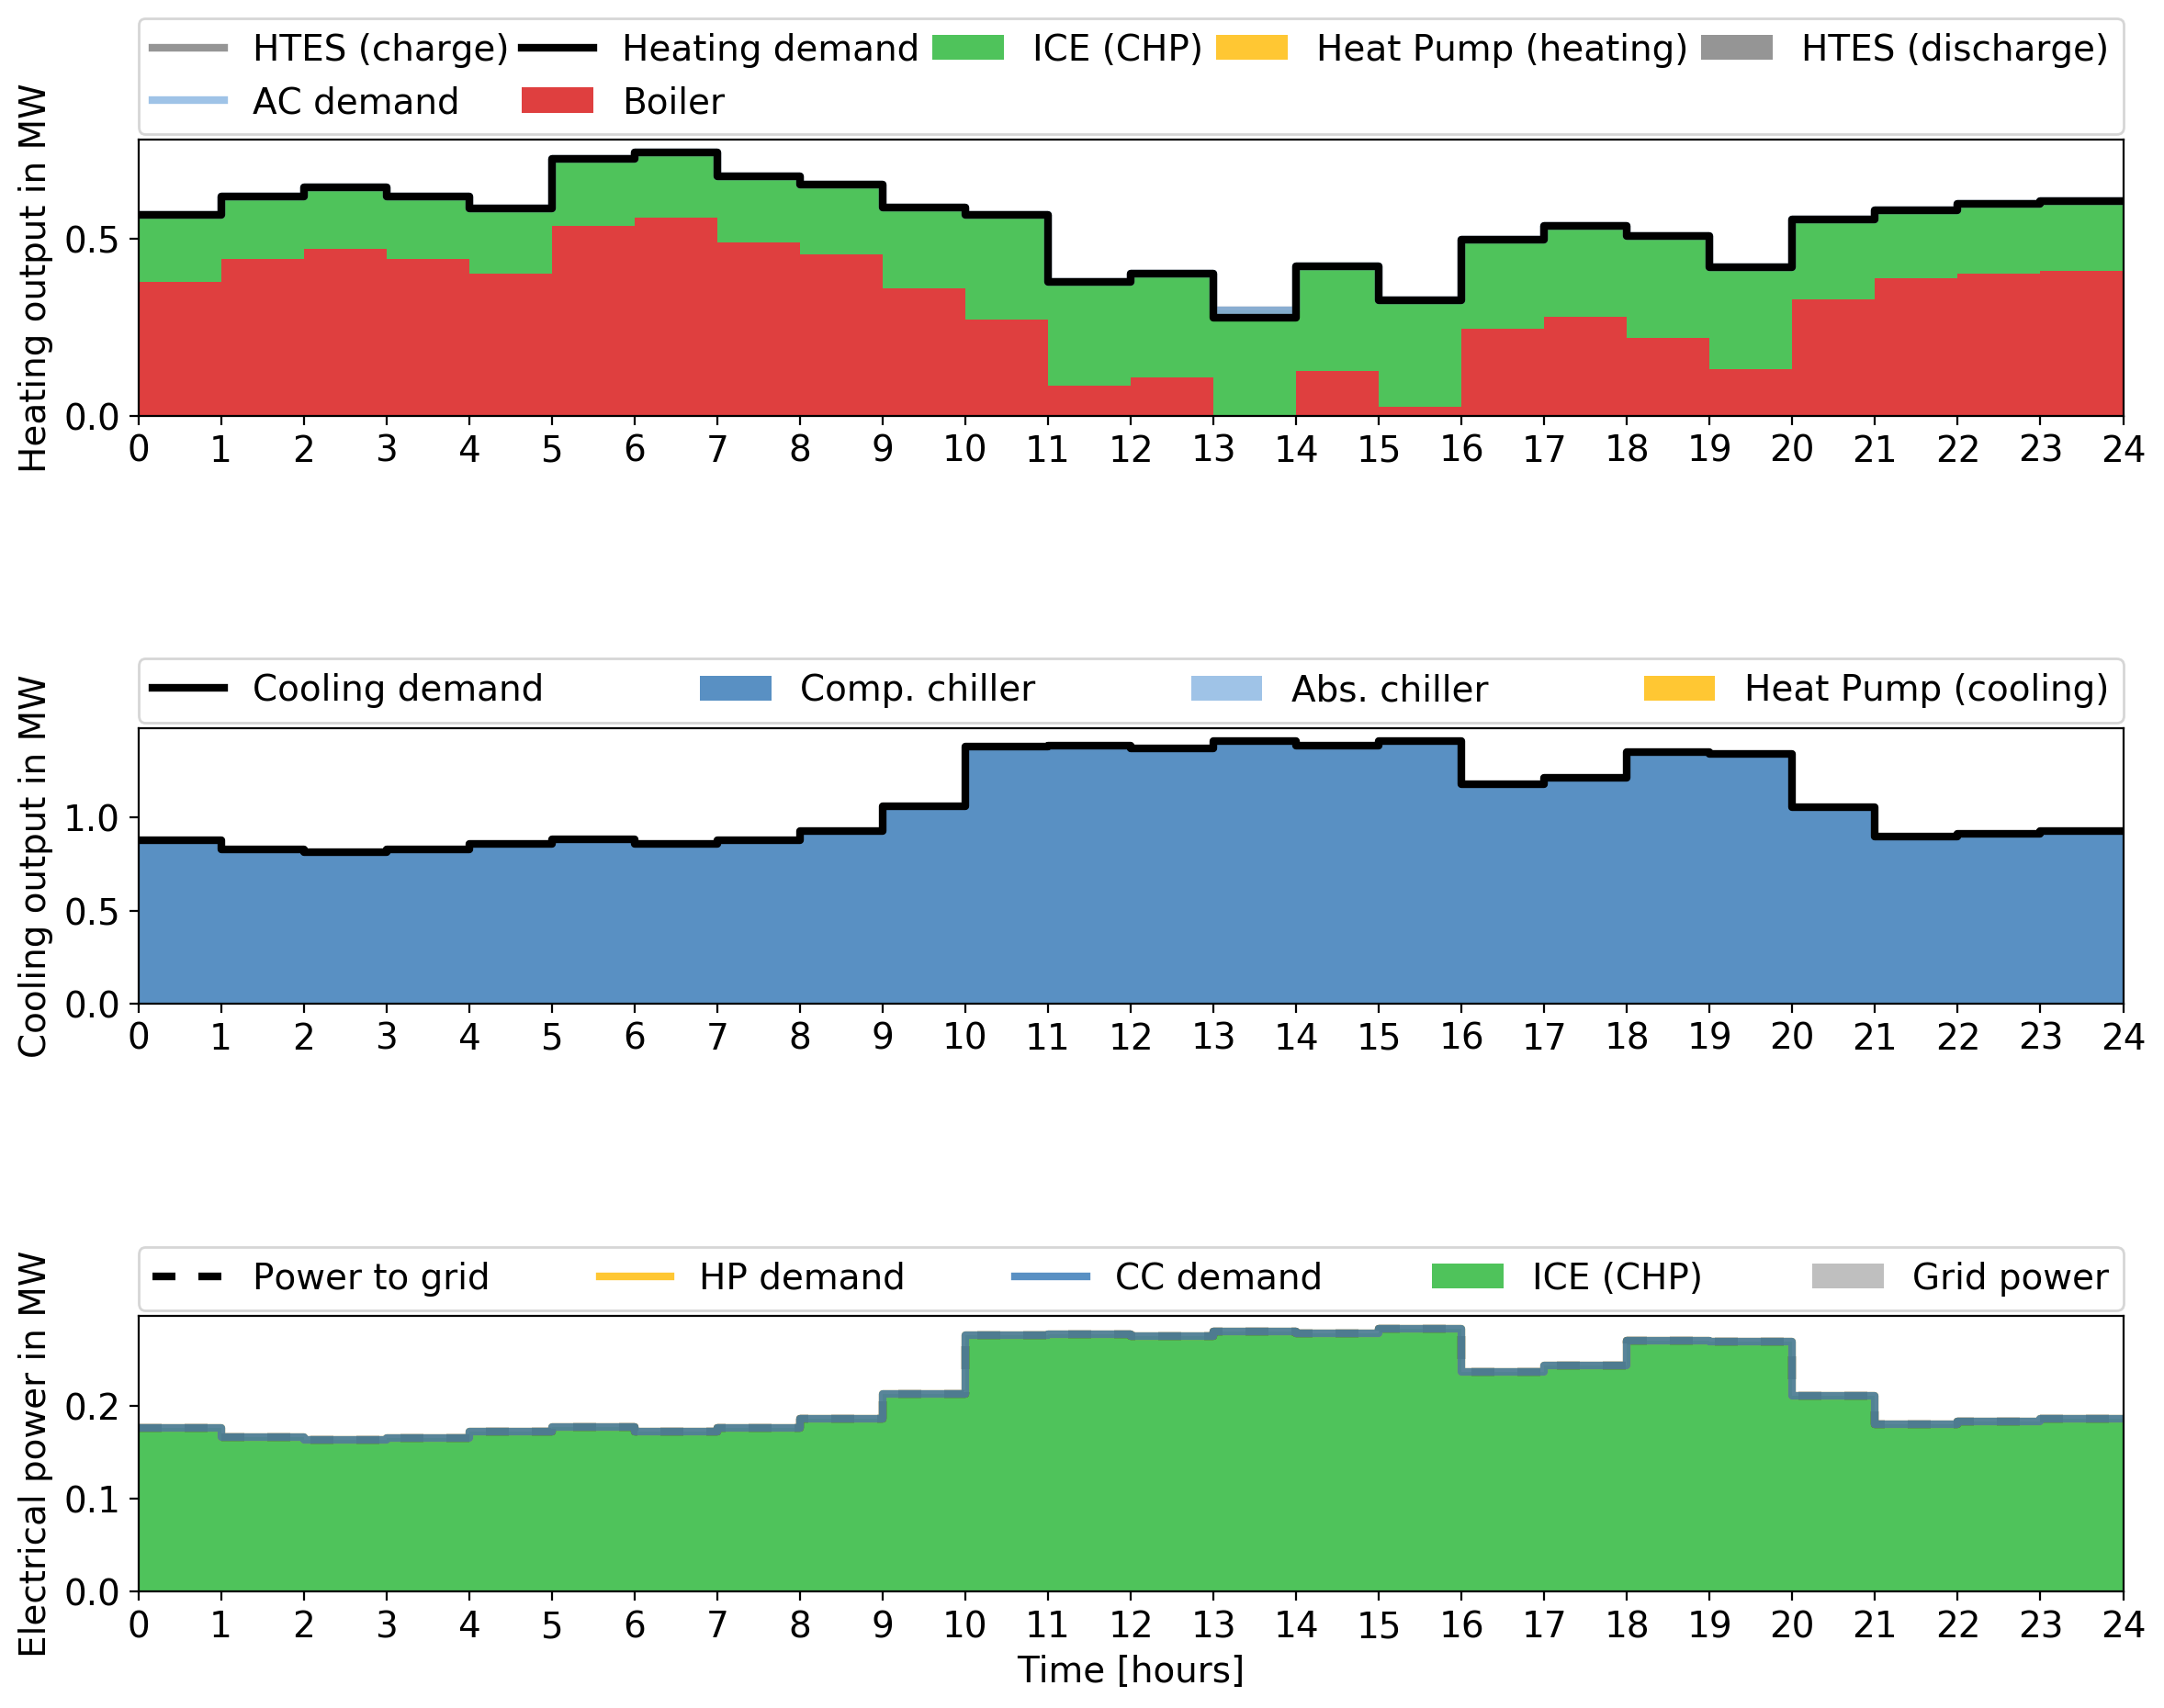 HTES (charge) Heating demand ICE (CHP) Heat Pump (heating) HTES (discharge)
AC demand Boiler
Heating output in MW
0.5
0.0
0 1 2 3 4 5 6 7 8 9 10 11 12 13 14 15 16 17 18 19 20 21 22 23 24
Cooling demand Comp. chiller Abs. chiller Heat Pump (cooling)
Cooling output in MW
1.0
0.5
0.0
0 1 2 3 4 5 6 7 8 9 10 11 12 13 14 15 16 17 18 19 20 21 22 23 24
Power to grid HP demand CC demand ICE (CHP) Grid power
Electrical power in MW
0.2
0.1
0.0
0 1 2 3 4 5 6 7 8 9 10 11 12 13 14 15 16 17 18 19 20 21 22 23 24
Time [hours]